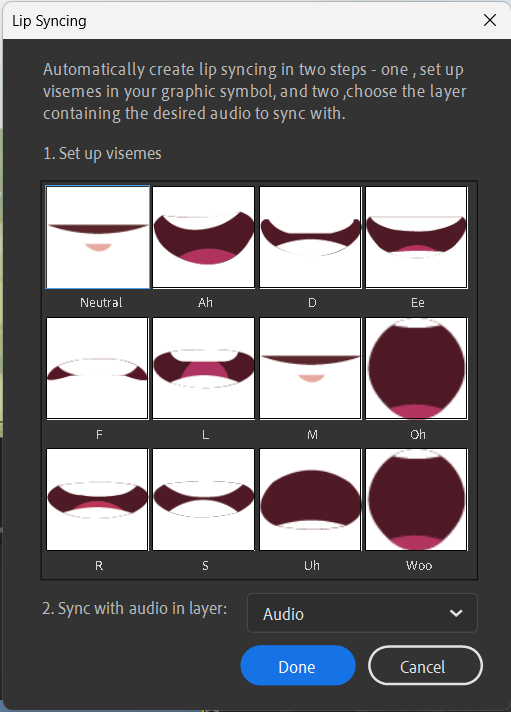 Lip Syncing
Automatically create lip syncing in two steps - one , set up
visemes in your graphic symbol, and two ,choose the layer
containing the desired audio to sync with.
1. Set up visemes
Neutral Ah D Ee
F L M Oh
R S Uh Woo
2. Sync with audio in layer: Audio
Done Cancel